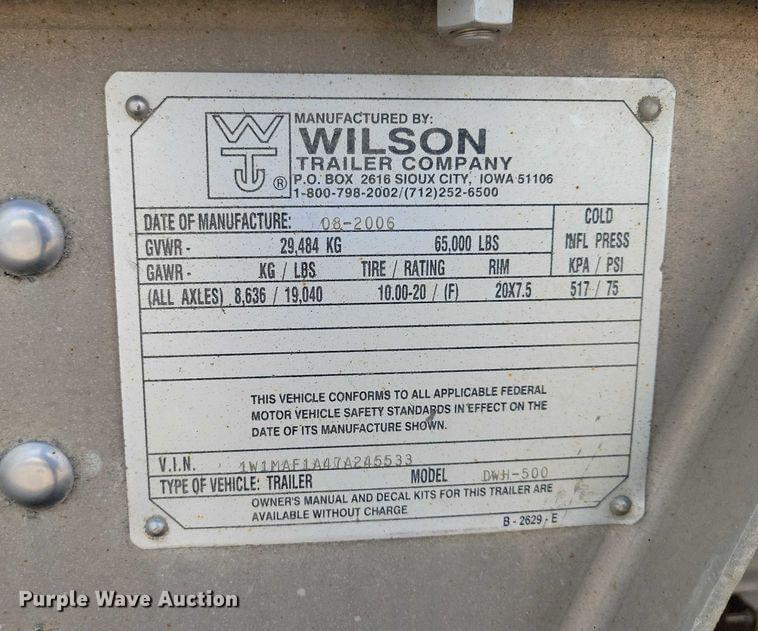 WTC ®
MANUFACTURED BY:
WILSON
TRAILER COMPANY
P.O. BOX 2616 SIOUX CITY, IOWA 51106
1-800-798-2002/(712)252-6500
DATE OF MANUFACTURE: 08-2006 COLD
GVWR - 29,484 KG 65,000 LBS INFL PRESS
GAWR - KG / LBS TIRE / RATING RIM KPA / PSI
(ALL AXLES) 8,636 / 19,040 10.00-20 / (F) 20X7.5 517 / 75
THIS VEHICLE CONFORMS TO ALL APPLICABLE FEDERAL
MOTOR VEHICLE SAFETY STANDARDS IN EFFECT ON THE
DATE OF ITS MANUFACTURE SHOWN.
V.I.N. 1W1MAF1A47A245533
TYPE OF VEHICLE: TRAILER MODEL DWH-500
OWNER'S MANUAL AND DECAL KITS FOR THIS TRAILER ARE
AVAILABLE WITHOUT CHARGE B - 2629 - E
Purple Wave Auction